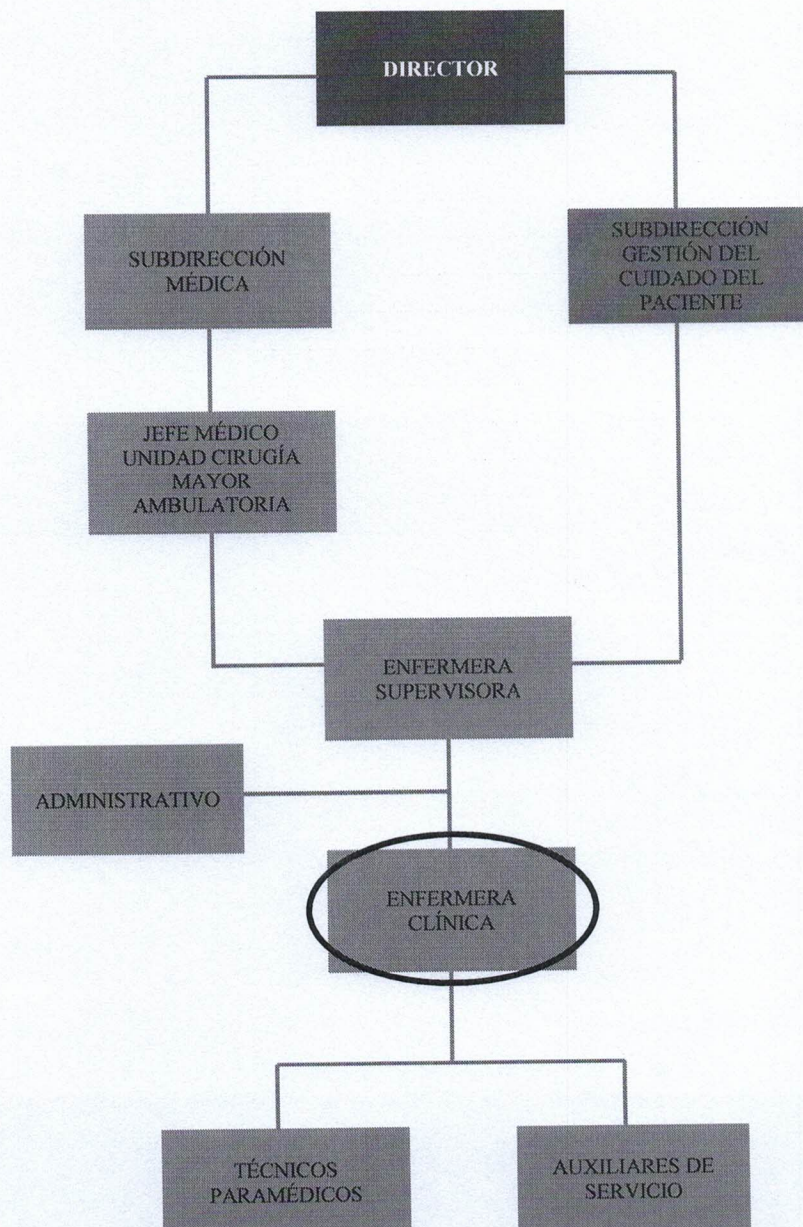 DIRECTOR
SUBDIRECCIÓN
MÉDICA
SUBDIRECCIÓN
GESTIÓN DEL
CUIDADO DEL
PACIENTE
JEFE MÉDICO
UNIDAD CIRUGÍA
MAYOR
AMBULATORIA
ENFERMERA
SUPERVISORA
ADMINISTRATIVO
ENFERMERA
CLÍNICA
TÉCNICOS
PARAMÉDICOS
AUXILIARES DE
SERVICIO